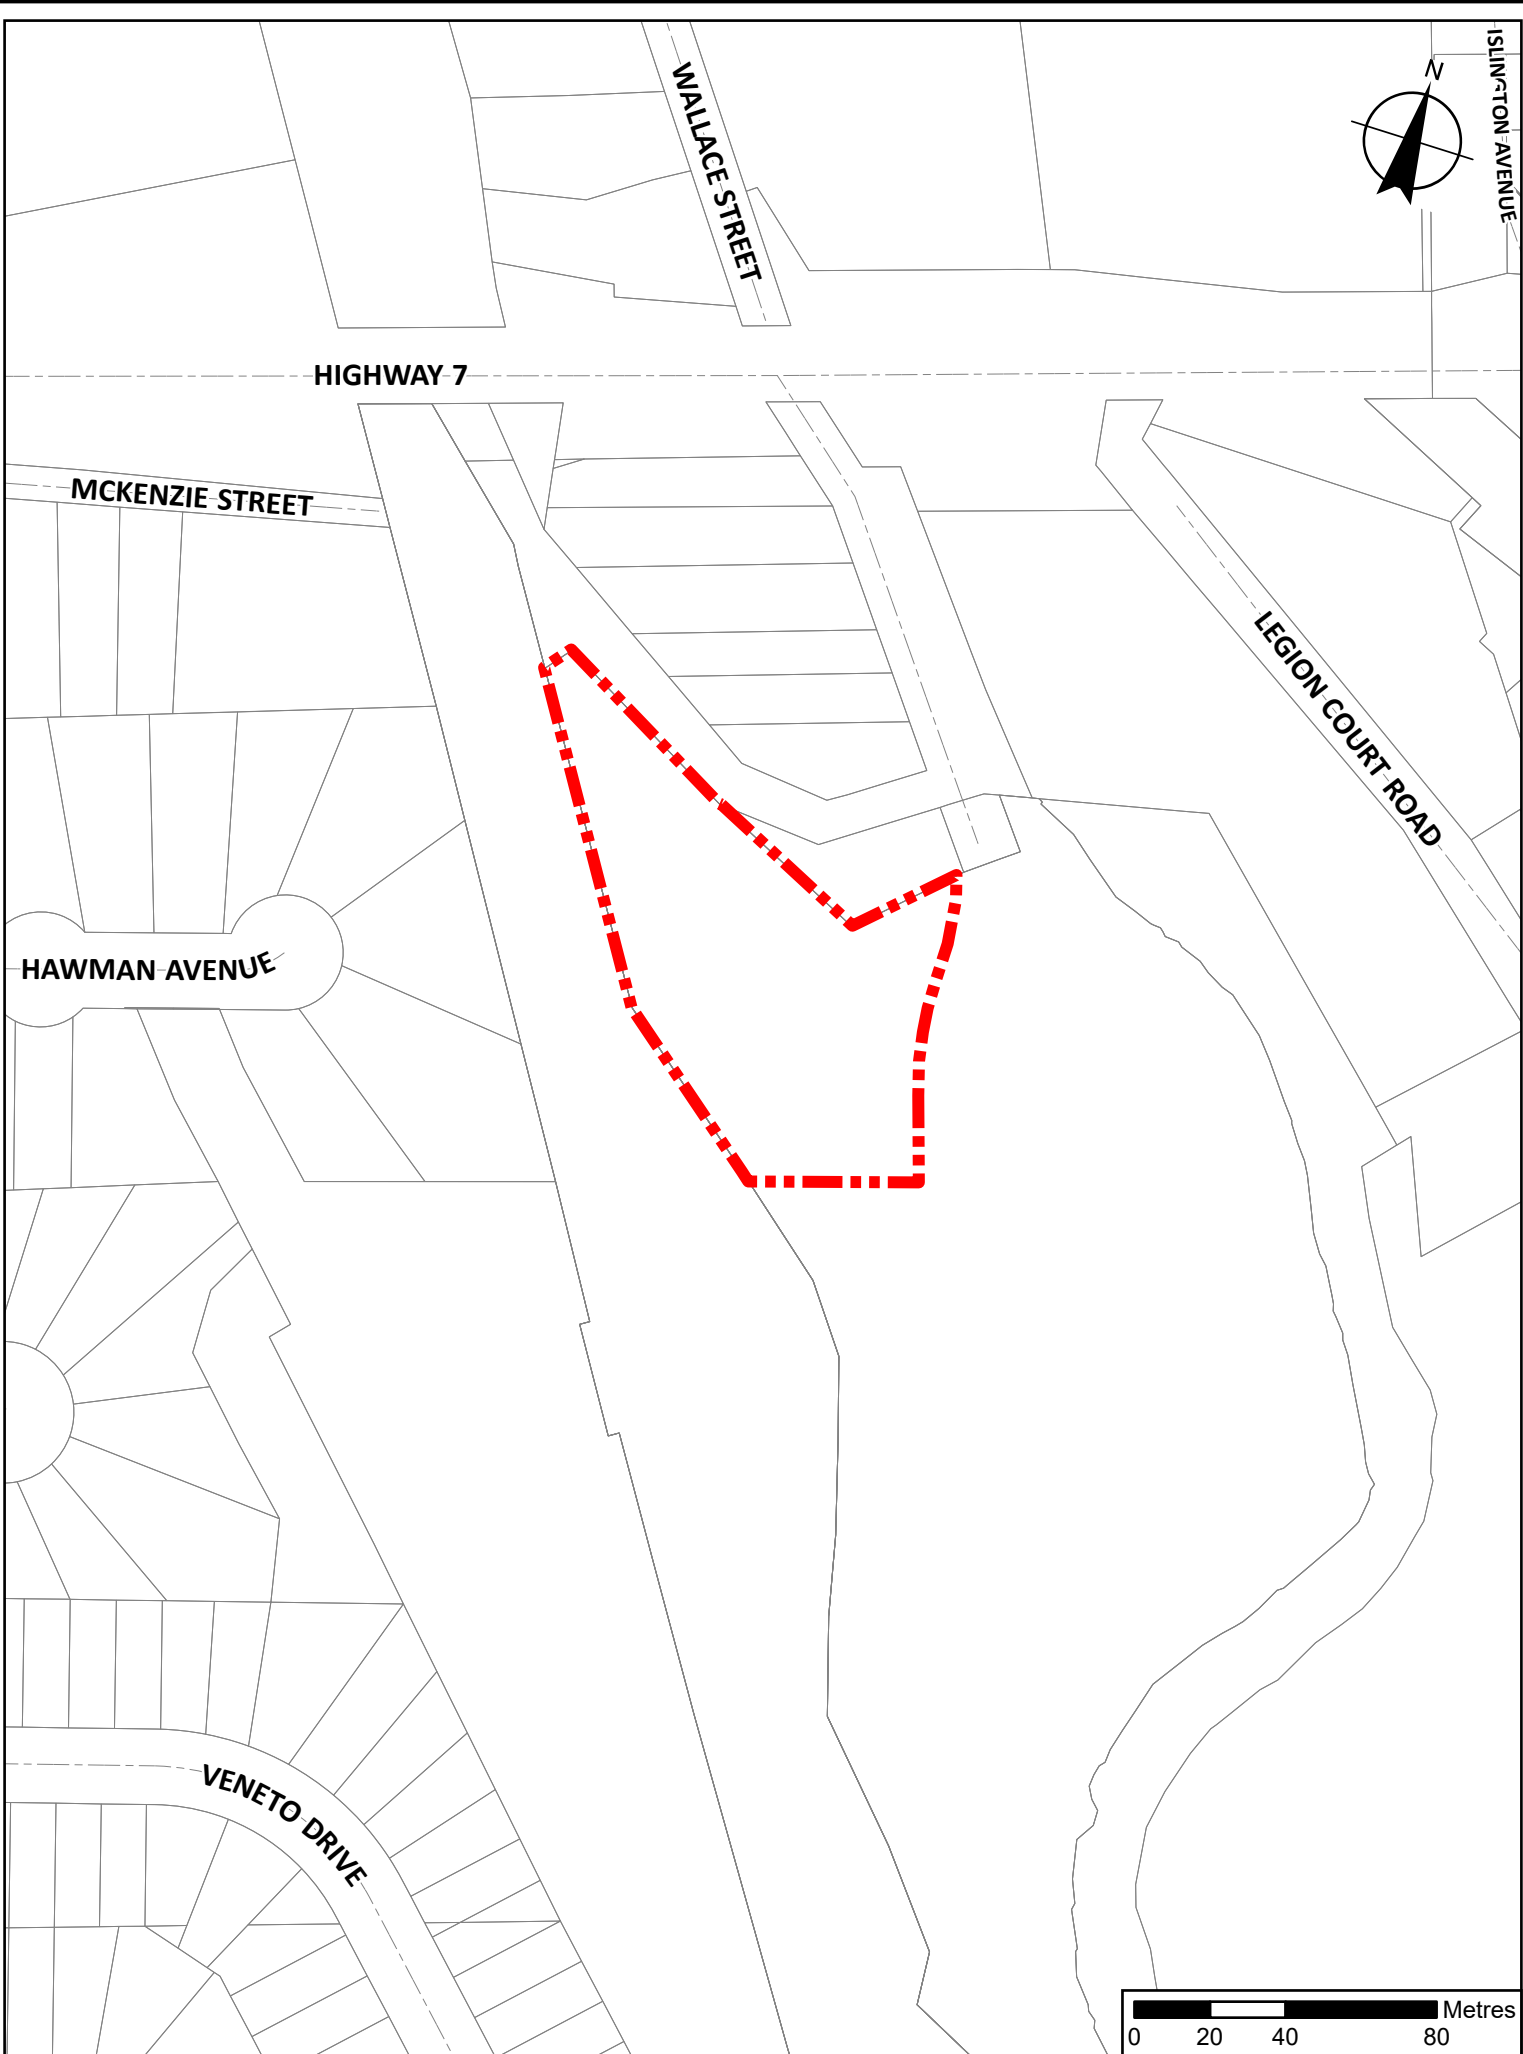 ISLINGTON AVENUE
N
WALLACE STREET
HIGHWAY 7
MCKENZIE STREET
LEGION COURT ROAD
HAWMAN AVENUE
VENETO DRIVE
Metres
0 20 40 80